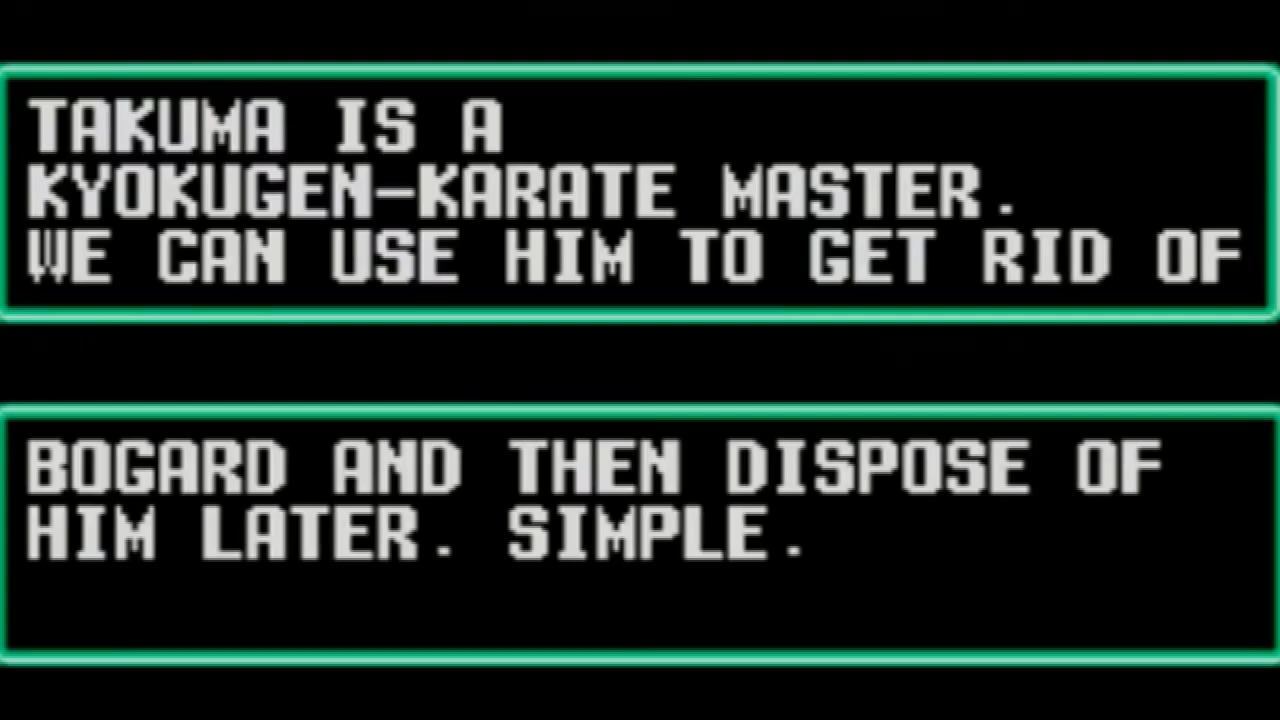 TAKUMA IS A
KYOKUGEN-KARATE MASTER.
WE CAN USE HIM TO GET RID OF
BOGARD AND THEN DISPOSE OF
HIM LATER. SIMPLE.